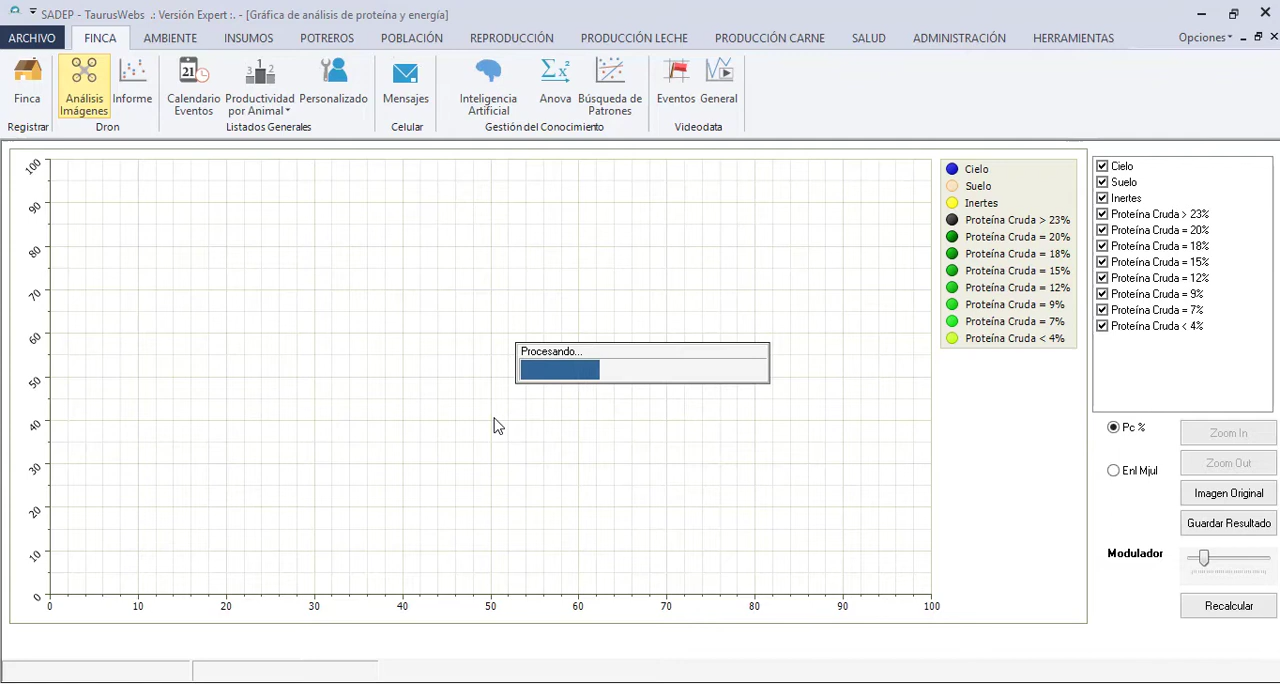 SADEP - TaurusWebs .: Versión Expert :. - [Gráfica de análisis de proteína y energía]
ARCHIVO FINCA AMBIENTE INSUMOS POTREROS POBLACIÓN REPRODUCCIÓN PRODUCCIÓN LECHE PRODUCCIÓN CARNE SALUD ADMINISTRACIÓN HERRAMIENTAS Opciones
Finca
Análisis Imágenes
Informe
Calendario Eventos
Productividad por Animal
Personalizado
Mensajes
Inteligencia Artificial
Anova
Búsqueda de Patrones
Eventos
General
Registrar Dron Listados Generales Celular Gestión del Conocimiento Videodata
100
90
80
70
60
50
40
30
20
10
0
0 10 20 30 40 50 60 70 80 90 100
Procesando...
Cielo
Suelo
Inertes
Proteína Cruda > 23%
Proteína Cruda = 20%
Proteína Cruda = 18%
Proteína Cruda = 15%
Proteína Cruda = 12%
Proteína Cruda = 9%
Proteína Cruda = 7%
Proteína Cruda < 4%
Cielo
Suelo
Inertes
Proteína Cruda > 23%
Proteína Cruda = 20%
Proteína Cruda = 18%
Proteína Cruda = 15%
Proteína Cruda = 12%
Proteína Cruda = 9%
Proteína Cruda = 7%
Proteína Cruda < 4%
Pc %
Enl Mjul
Zoom In
Zoom Out
Imagen Original
Guardar Resultado
Modulador
Recalcular